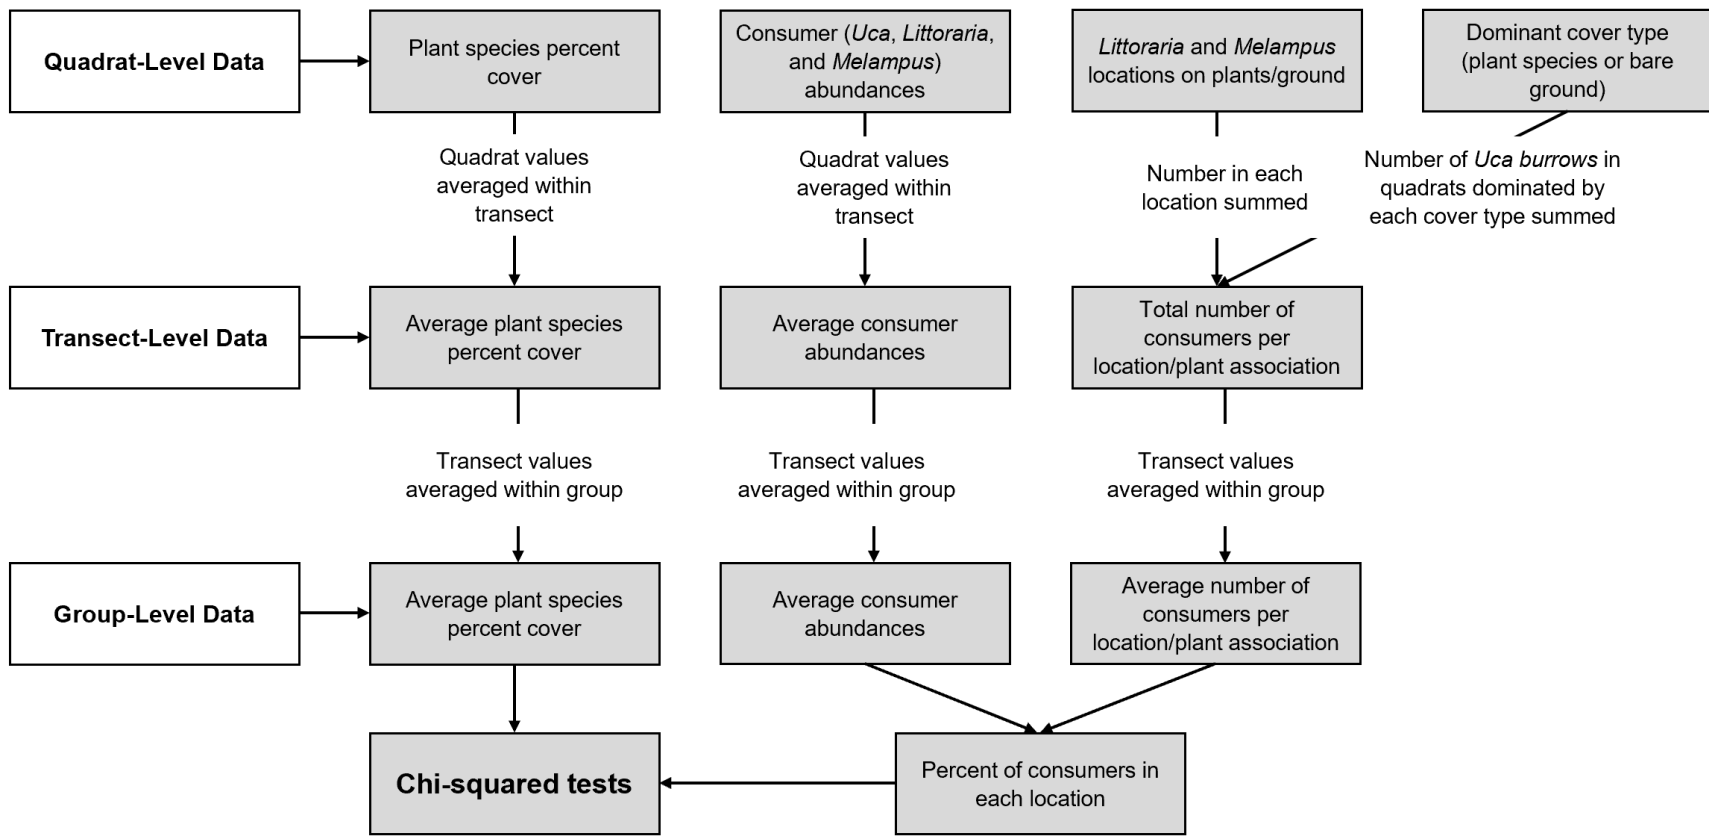 Quadrat-Level Data
Plant species percent
cover
Consumer (Uca, Littoraria,
and Melampus)
abundances
Littoraria and Melampus
locations on plants/ground
Dominant cover type
(plant species or bare
ground)
Quadrat values
averaged within
transect
Quadrat values
averaged within
transect
Number in each
location summed
Number of Uca burrows in
quadrats dominated by
each cover type summed
Transect-Level Data
Average plant species
percent cover
Average consumer
abundances
Total number of
consumers per
location/plant association
Transect values
averaged within group
Transect values
averaged within group
Transect values
averaged within group
Group-Level Data
Average plant species
percent cover
Average consumer
abundances
Average number of
consumers per
location/plant association
Chi-squared tests
Percent of consumers in
each location